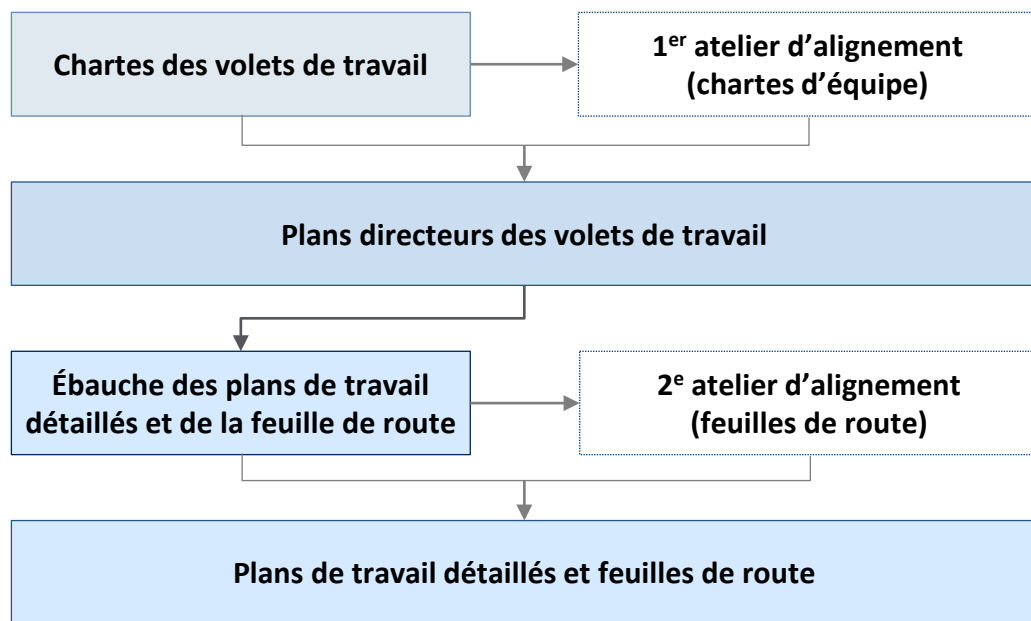 Chartes des volets de travail
1er atelier d'alignement
(chartes d'équipe)
Plans directeurs des volets de travail
Ébauche des plans de travail
détaillés et de la feuille de route
2e atelier d'alignement
(feuilles de route)
Plans de travail détaillés et feuilles de route